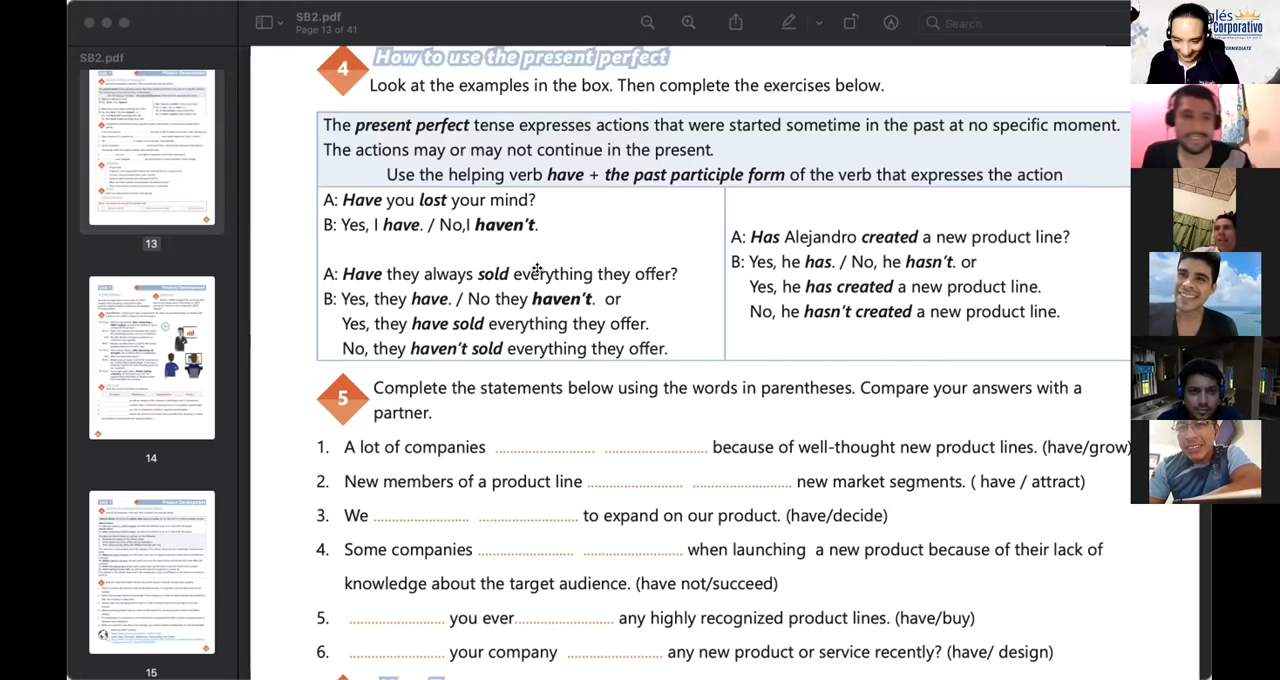 SB2.pdf
Page 13 of 41
Search
SB2.pdf
13
14
15
glés
Corporativo
INTERMEDIATE
4 How to use the present perfect
Look at the examples in the box. Then complete the exercise below.
The present perfect tense expresses actions that were started or done in the past at no specific moment.
The actions may or may not continue in the present.
Use the helping verb have + the past participle form of the verb that expresses the action
A: Have you lost your mind?
B: Yes, I have. / No,I haven't.
A: Have they always sold everything they offer?
B: Yes, they have. / No they haven't. or
Yes, they have sold everything they offer.
No, they haven't sold everything they offer.
A: Has Alejandro created a new product line?
B: Yes, he has. / No, he hasn't. or
Yes, he has created a new product line.
No, he hasn't created a new product line.
5 Complete the statements below using the words in parentheses. Compare your answers with a
partner.
1. A lot of companies ........ ........ because of well-thought new product lines. (have/grow)
2. New members of a product line ........ ........ new market segments. ( have / attract)
3. We ........ ........ a mean on our products. (have/depend)
4. Some companies ........ ........ when launching a new product because of their lack of
knowledge about the target audience. (have not/succeed)
5. ........ you ever ........ any highly recognized product lines? (have/buy)
6. ........ your company ........ any new product or service recently? (have/ design)